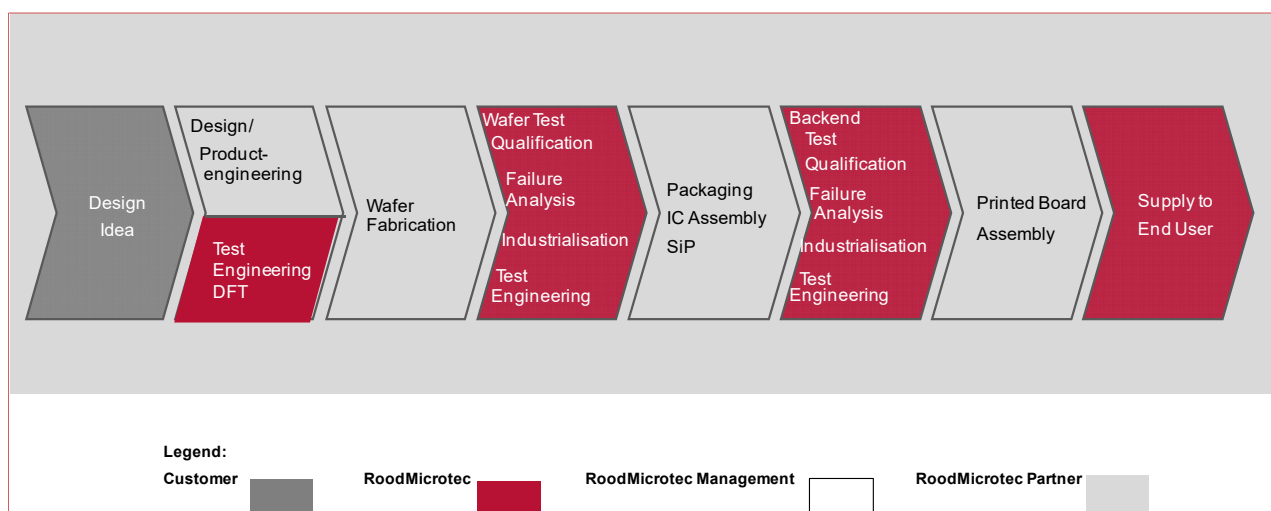 Design
Idea
Design/
Product-
engineering
Test
Engineering
DFT
Wafer
Fabrication
Wafer Test
Qualification
Failure
Analysis
Industrialisation
Test
Engineering
Packaging
IC Assembly
SiP
Backend
Test
Qualification
Failure
Analysis
Industrialisation
Test
Engineering
Printed Board
Assembly
Supply to
End User
Legend:
Customer RoodMicrotec RoodMicrotec Management RoodMicrotec Partner